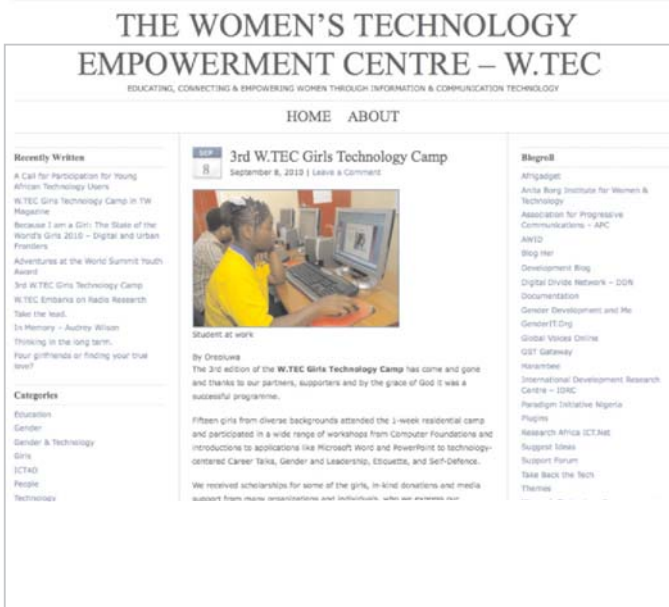 THE WOMEN'S TECHNOLOGY
EMPOWERMENT CENTRE – W.TEC
EDUCATING, CONNECTING & EMPOWERING WOMEN THROUGH INFORMATION & COMMUNICATION TECHNOLOGY
HOME ABOUT
Recently Written
A Call for Participation for Young
African Technology Users
W.TEC Girls Technology Camp in TW
Magazine
Because I am a Girl: The State of the
World's Girls 2010 – Digital and Urban
Frontiers
Adventures at the World Summit Youth
Award
3rd W.TEC Girls Technology Camp
W.TEC Embarks on Radio Research
Take the lead.
In Memory – Audrey Wilson
Thinking in the long term.
Four girlfriends or finding your true
love?
Categories
Education
Gender
Gender & Technology
Girls
ICT4D
People
Technology
SEP
8
3rd W.TEC Girls Technology Camp
September 8, 2010 | Leave a Comment
Student at work
By Oreoluwa
The 3rd edition of the W.TEC Girls Technology Camp has come and gone
and thanks to our partners, supporters and by the grace of God it was a
successful programme.
Fifteen girls from diverse backgrounds attended the 1-week residential camp
and participated in a wide range of workshops from Computer Foundations and
introductions to applications like Microsoft Word and PowerPoint to technology-
centered Career Talks, Gender and Leadership, Etiquette, and Self-Defence.
We received scholarships for some of the girls, in-kind donations and media
support from many organizations and individuals, who we express our
Blogroll
Afrigadget
Anita Borg Institute for Women &
Technology
Association for Progressive
Communications – APC
AWID
Blog Her
Development Blog
Digital Divide Network – DDN
Documentation
Gender Development and Me
GenderIT.Org
Global Voices Online
GST Gateway
Harambee
International Development Research
Centre – IDRC
Paradigm Initiative Nigeria
Plugins
Research Africa ICT.Net
Suggest Ideas
Support Forum
Take Back the Tech
Themes